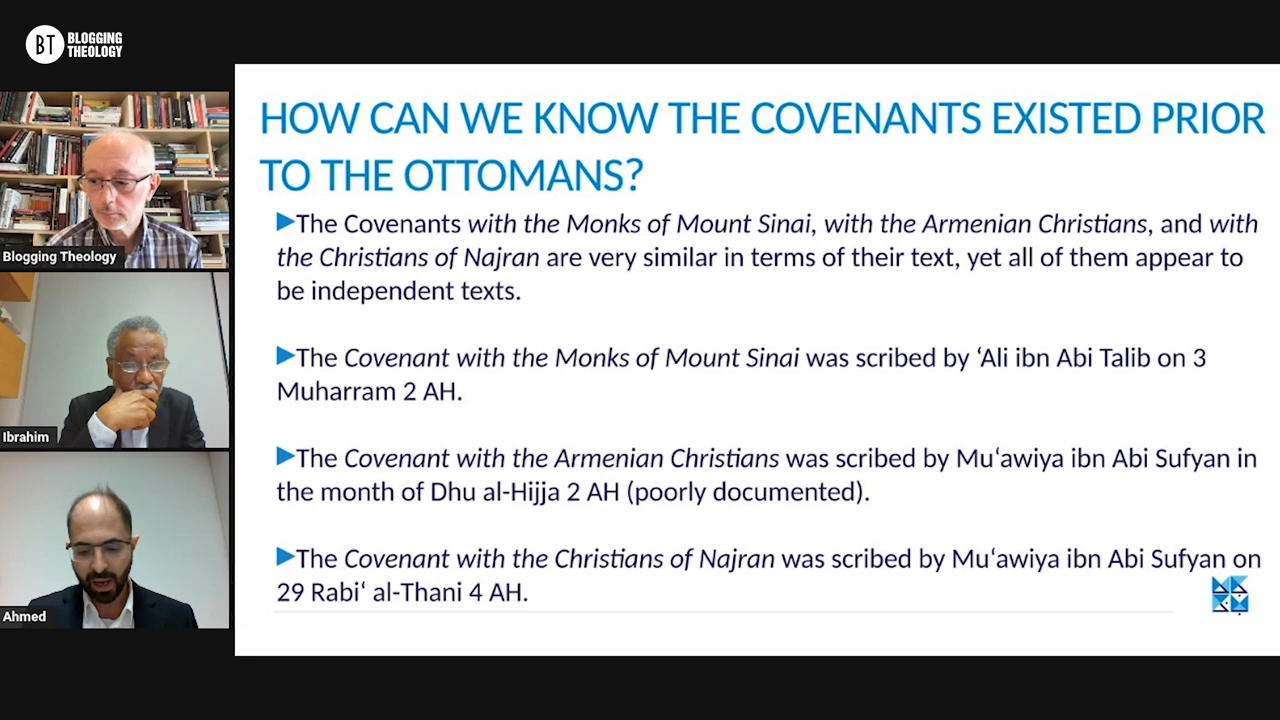 BT BLOGGING
THEOLOGY
HOW CAN WE KNOW THE COVENANTS EXISTED PRIOR
TO THE OTTOMANS?
The Covenants with the Monks of Mount Sinai, with the Armenian Christians, and with
the Christians of Najran are very similar in terms of their text, yet all of them appear to
be independent texts.
The Covenant with the Monks of Mount Sinai was scribed by ‘Ali ibn Abi Talib on 3
Muharram 2 AH.
The Covenant with the Armenian Christians was scribed by Mu‘awiya ibn Abi Sufyan in
the month of Dhu al-Hijja 2 AH (poorly documented).
The Covenant with the Christians of Najran was scribed by Mu‘awiya ibn Abi Sufyan on
29 Rabi‘ al-Thani 4 AH.
Blogging Theology
Ibrahim
Ahmed